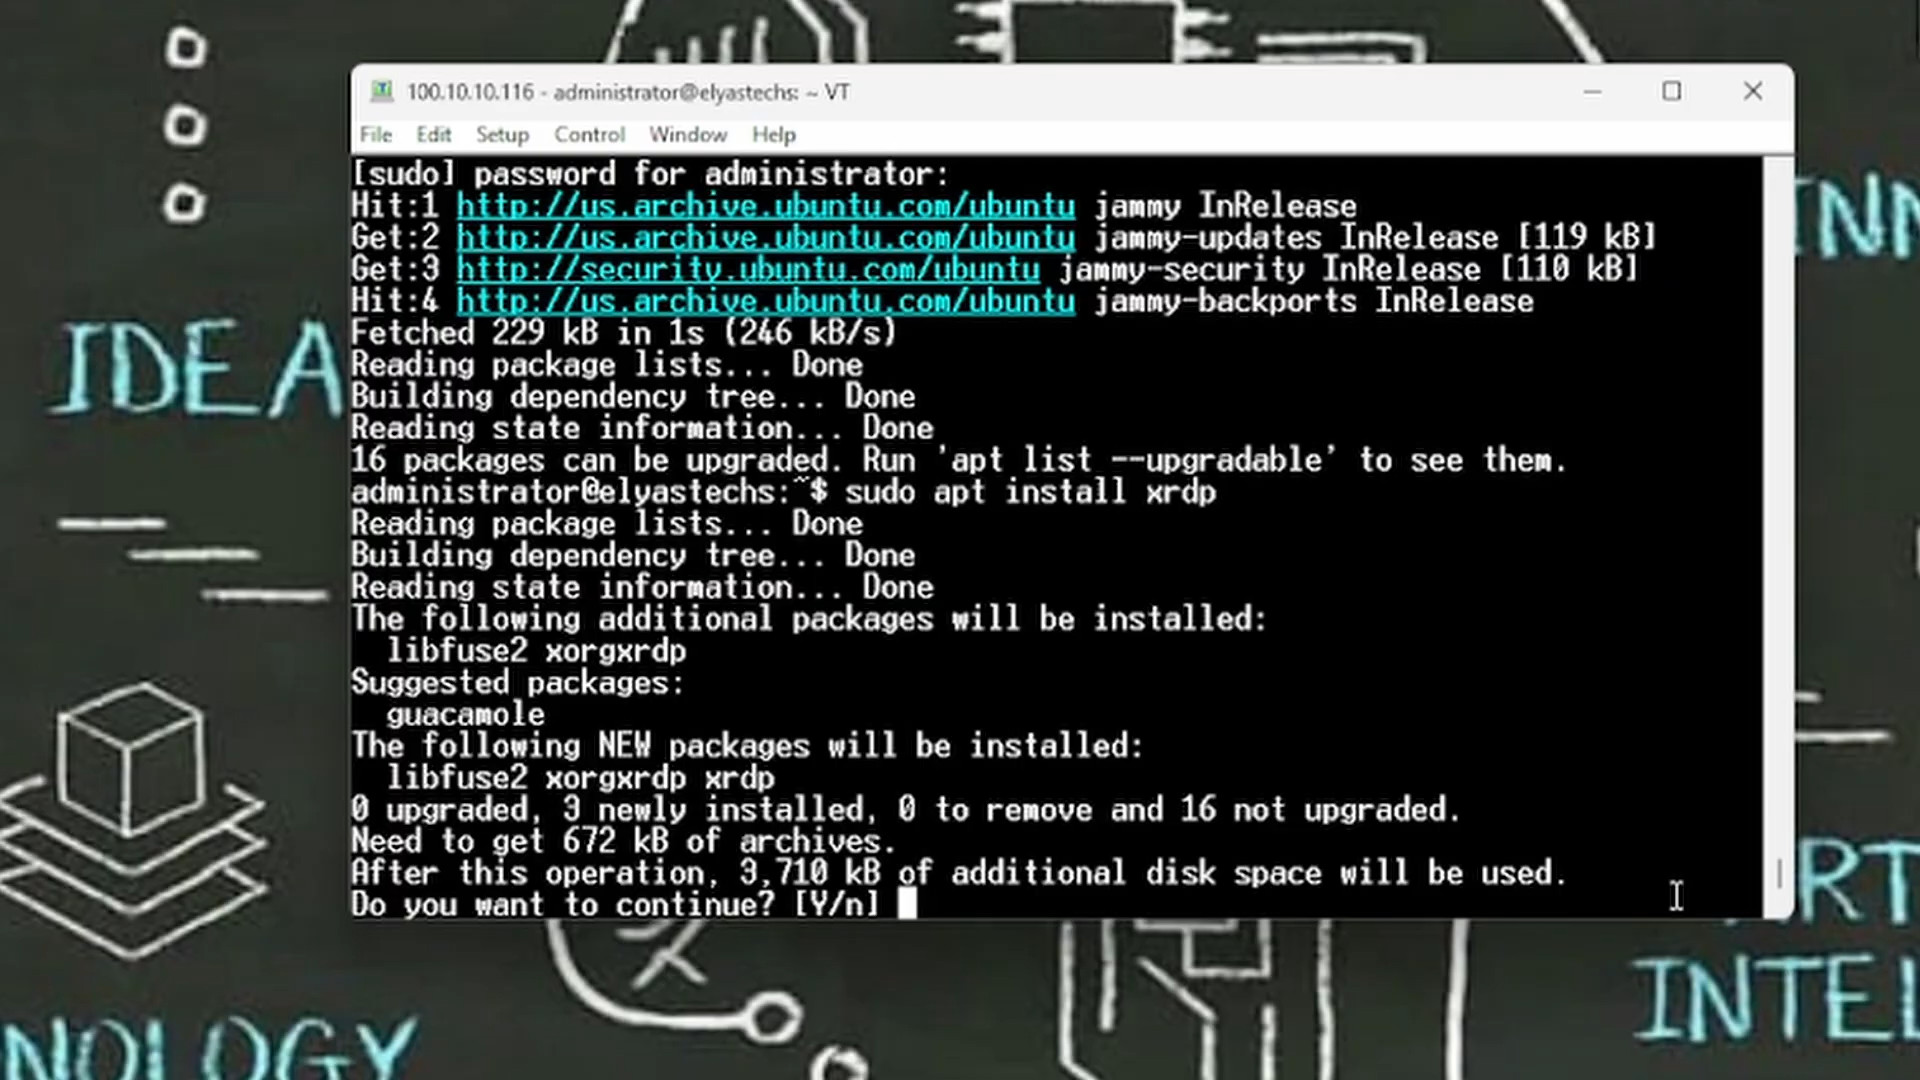 100.10.10.116 - administrator@elyastechs: ~ VT
File Edit Setup Control Window Help
[sudo] password for administrator:
Hit:1 http://us.archive.ubuntu.com/ubuntu jammy InRelease
Get:2 http://us.archive.ubuntu.com/ubuntu jammy-updates InRelease [119 kB]
Get:3 http://security.ubuntu.com/ubuntu jammy-security InRelease [110 kB]
Hit:4 http://us.archive.ubuntu.com/ubuntu jammy-backports InRelease
Fetched 229 kB in 1s (246 kB/s)
Reading package lists... Done
Building dependency tree... Done
Reading state information... Done
16 packages can be upgraded. Run 'apt list --upgradable' to see them.
administrator@elyastechs:~$ sudo apt install xrdp
Reading package lists... Done
Building dependency tree... Done
Reading state information... Done
The following additional packages will be installed:
libfuse2 xorgxrdp
Suggested packages:
guacamole
The following NEW packages will be installed:
libfuse2 xorgxrdp xrdp
0 upgraded, 3 newly installed, 0 to remove and 16 not upgraded.
Need to get 672 kB of archives.
After this operation, 3,710 kB of additional disk space will be used.
Do you want to continue? [Y/n]
IDEA
INN
NOLOGY
RT
INTEL